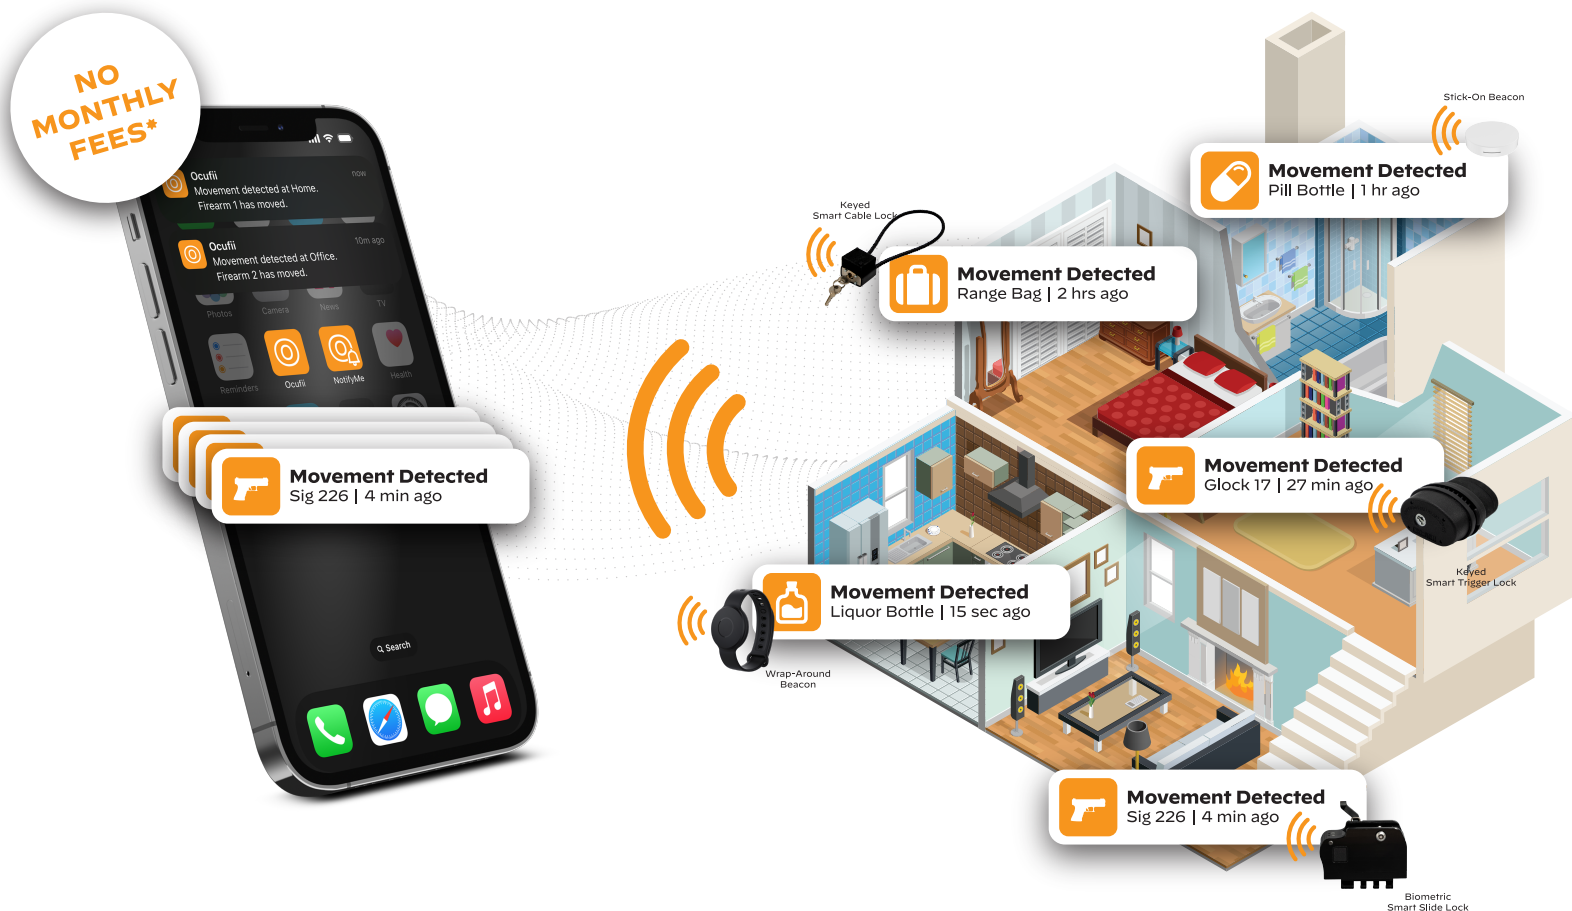 NO
MONTHLY
FEES*
Ocufii
now
Movement detected at Home.
Firearm 1 has moved.
Ocufii
10m ago
Movement detected at Office.
Firearm 2 has moved.
Photos
Camera
News
TV
Reminders
Ocufii
NotifyMe
Health
Movement Detected
Sig 226 | 4 min ago
Search
Stick-On Beacon
Movement Detected
Pill Bottle | 1 hr ago
Keyed
Smart Cable Lock
Movement Detected
Range Bag | 2 hrs ago
Movement Detected
Glock 17 | 27 min ago
Keyed
Smart Trigger Lock
Movement Detected
Liquor Bottle | 15 sec ago
Wrap-Around
Beacon
Movement Detected
Sig 226 | 4 min ago
Biometric
Smart Slide Lock